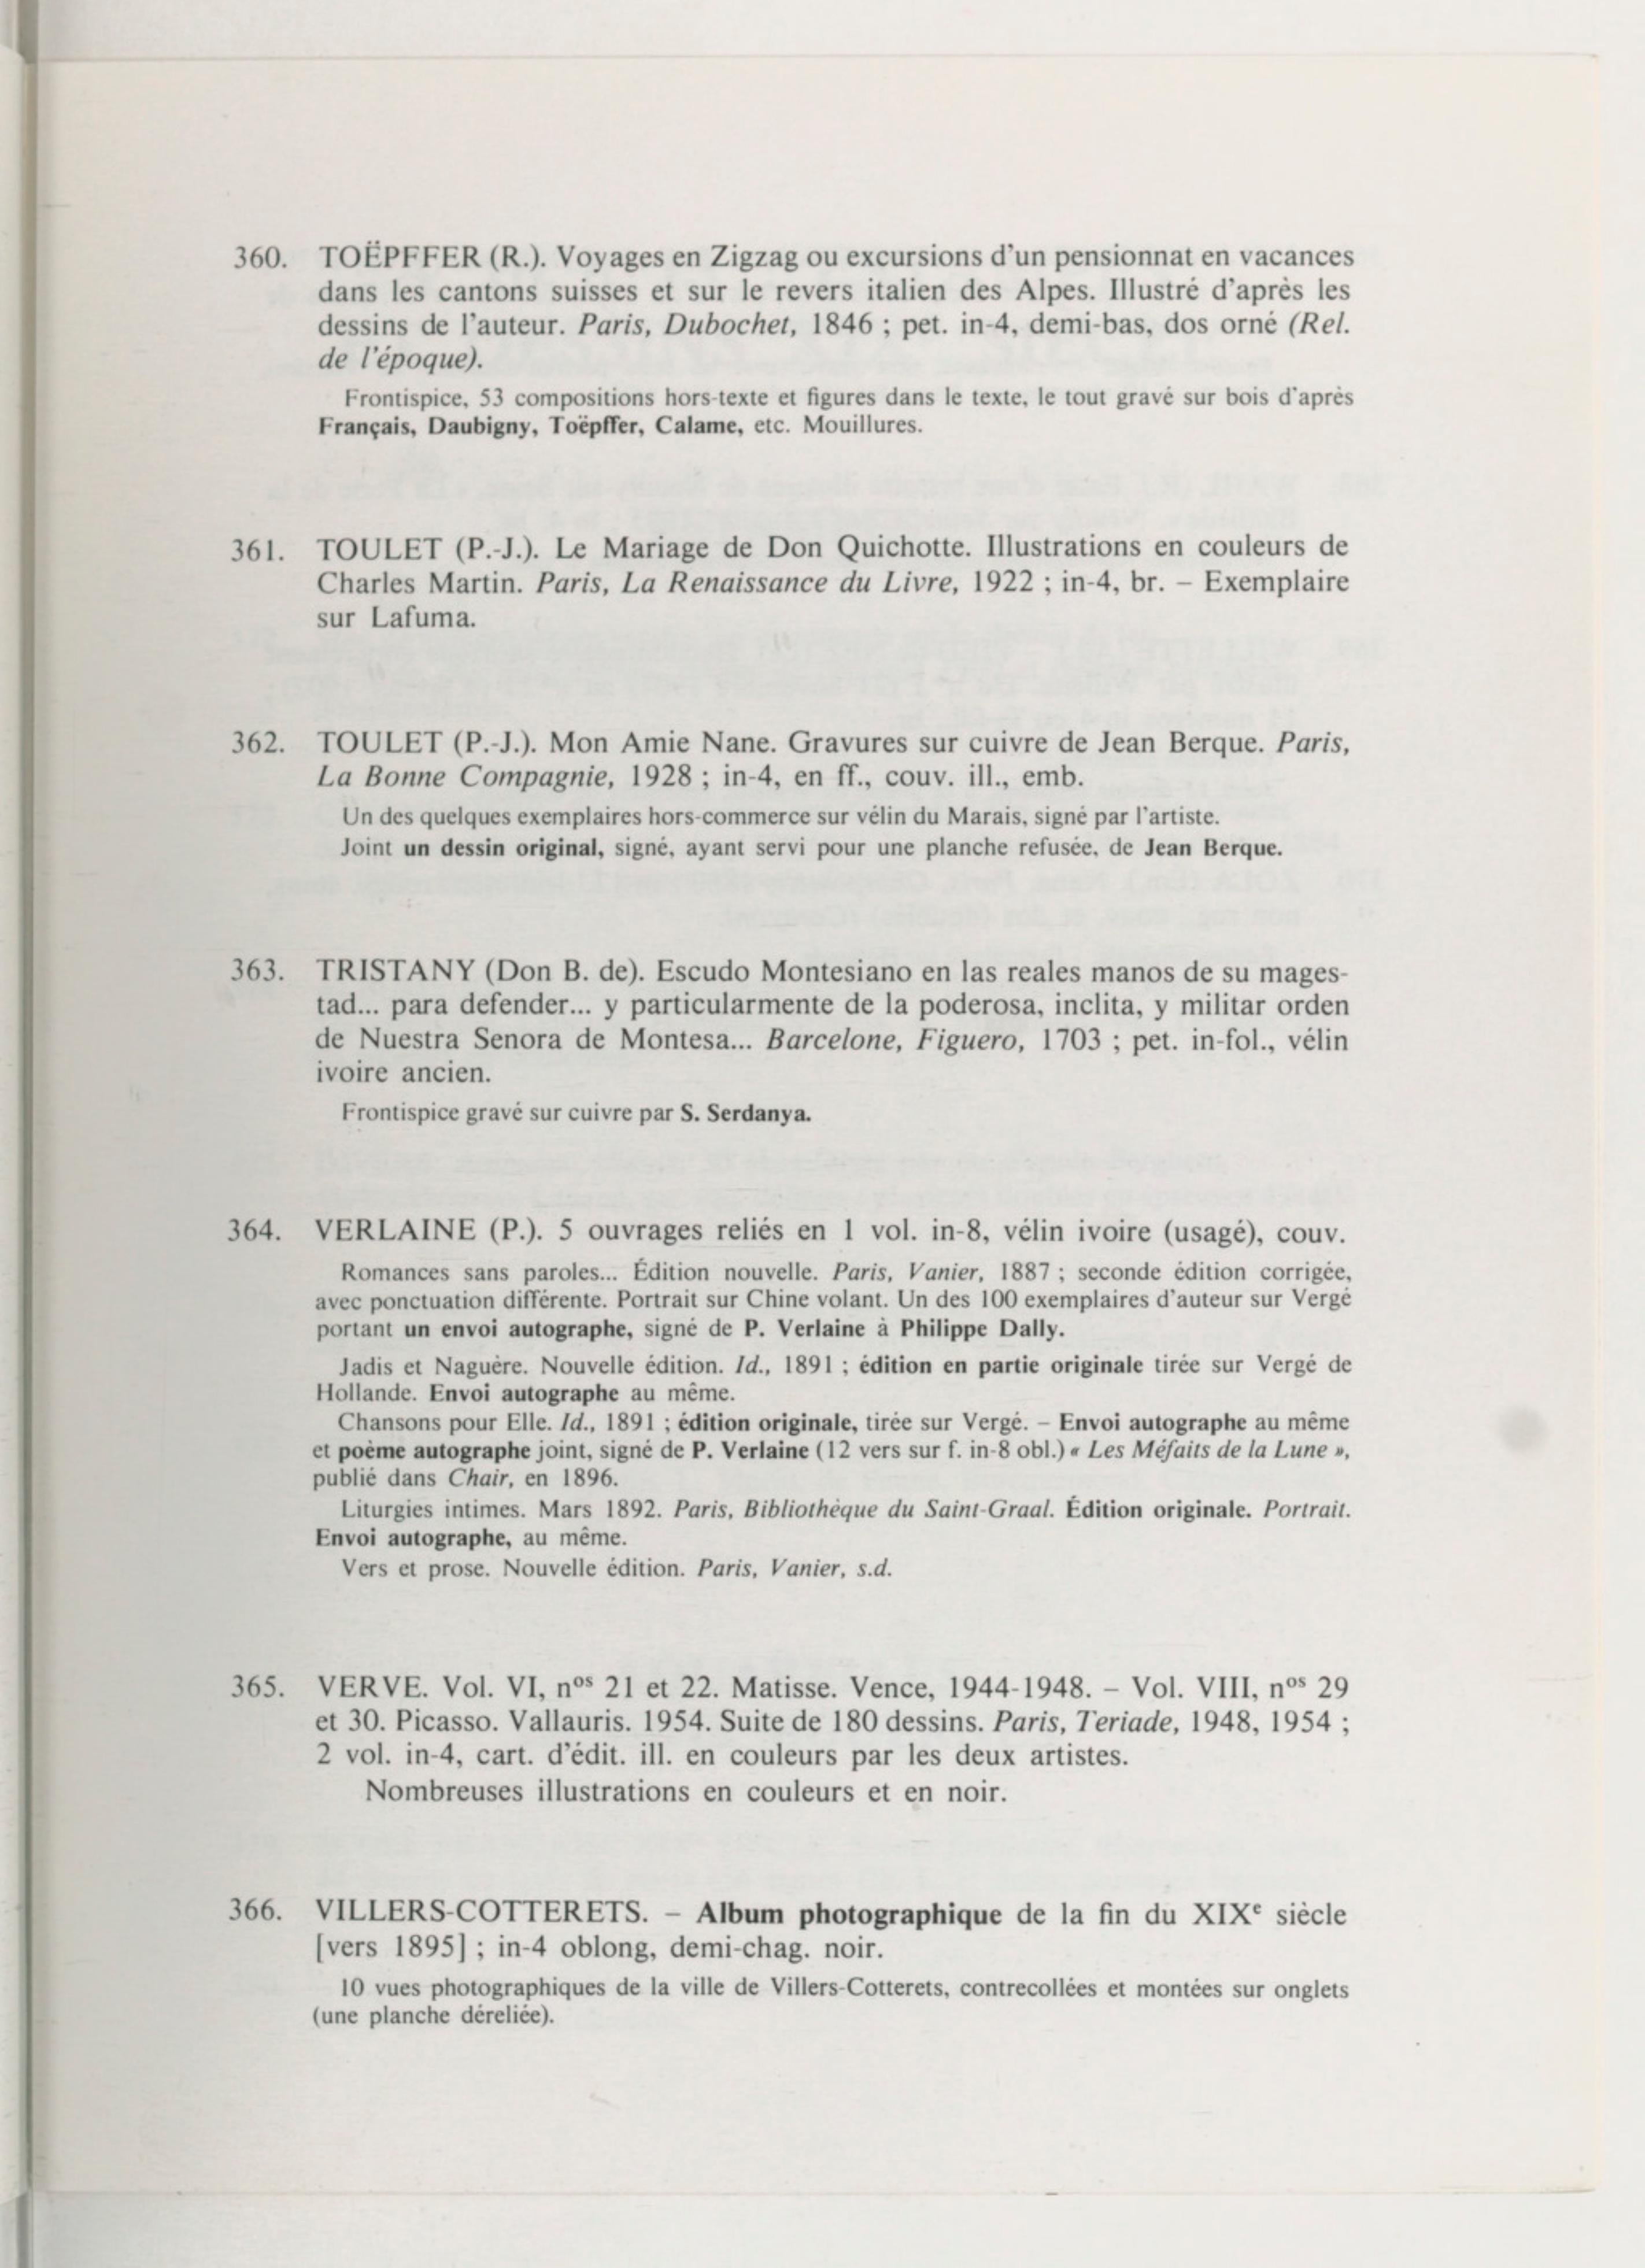 360. TOËPFFER (R.). Voyages en Zigzag ou excursions d'un pensionnat en vacances
dans les cantons suisses et sur le revers italien des Alpes. Illustré d'après les
dessins de l'auteur. Paris, Dubochet, 1846 ; pet. in-4, demi-bas, dos orné (Rel.
de l'époque).
Frontispice, 53 compositions hors-texte et figures dans le texte, le tout gravé sur bois d'après
Français, Daubigny, Toëpffer, Calame, etc. Mouillures.
361. TOULET (P.-J.). Le Mariage de Don Quichotte. Illustrations en couleurs de
Charles Martin. Paris, La Renaissance du Livre, 1922 ; in-4, br. – Exemplaire
sur Lafuma.
362. TOULET (P.-J.). Mon Amie Nane. Gravures sur cuivre de Jean Berque. Paris,
La Bonne Compagnie, 1928 ; in-4, en ff., couv. ill., emb.
Un des quelques exemplaires hors-commerce sur vélin du Marais, signé par l'artiste.
Joint un dessin original, signé, ayant servi pour une planche refusée, de Jean Berque.
363. TRISTANY (Don B. de). Escudo Montesiano en las reales manos de su mages-
tad... para defender... y particularmente de la poderosa, inclita, y militar orden
de Nuestra Senora de Montesa... Barcelone, Figuero, 1703 ; pet. in-fol., vélin
ivoire ancien.
Frontispice gravé sur cuivre par S. Serdanya.
364. VERLAINE (P.). 5 ouvrages reliés en 1 vol. in-8, vélin ivoire (usagé), couv.
Romances sans paroles... Édition nouvelle. Paris, Vanier, 1887 ; seconde édition corrigée,
avec ponctuation différente. Portrait sur Chine volant. Un des 100 exemplaires d'auteur sur Vergé
portant un envoi autographe, signé de P. Verlaine à Philippe Dally.
Jadis et Naguère. Nouvelle édition. Id., 1891 ; édition en partie originale tirée sur Vergé de
Hollande. Envoi autographe au même.
Chansons pour Elle. Id., 1891 ; édition originale, tirée sur Vergé. – Envoi autographe au même
et poème autographe joint, signé de P. Verlaine (12 vers sur f. in-8 obl.) « Les Méfaits de la Lune »,
publié dans Chair, en 1896.
Liturgies intimes. Mars 1892. Paris, Bibliothèque du Saint-Graal. Édition originale. Portrait.
Envoi autographe, au même.
Vers et prose. Nouvelle édition. Paris, Vanier, s.d.
365. VERVE. Vol. VI, nos 21 et 22. Matisse. Vence, 1944-1948. – Vol. VIII, nos 29
et 30. Picasso. Vallauris. 1954. Suite de 180 dessins. Paris, Teriade, 1948, 1954 ;
2 vol. in-4, cart. d'édit. ill. en couleurs par les deux artistes.
Nombreuses illustrations en couleurs et en noir.
366. VILLERS-COTTERETS. – Album photographique de la fin du XIXe siècle
[vers 1895] ; in-4 oblong, demi-chag. noir.
10 vues photographiques de la ville de Villers-Cotterets, contrecollées et montées sur onglets
(une planche déreliée).